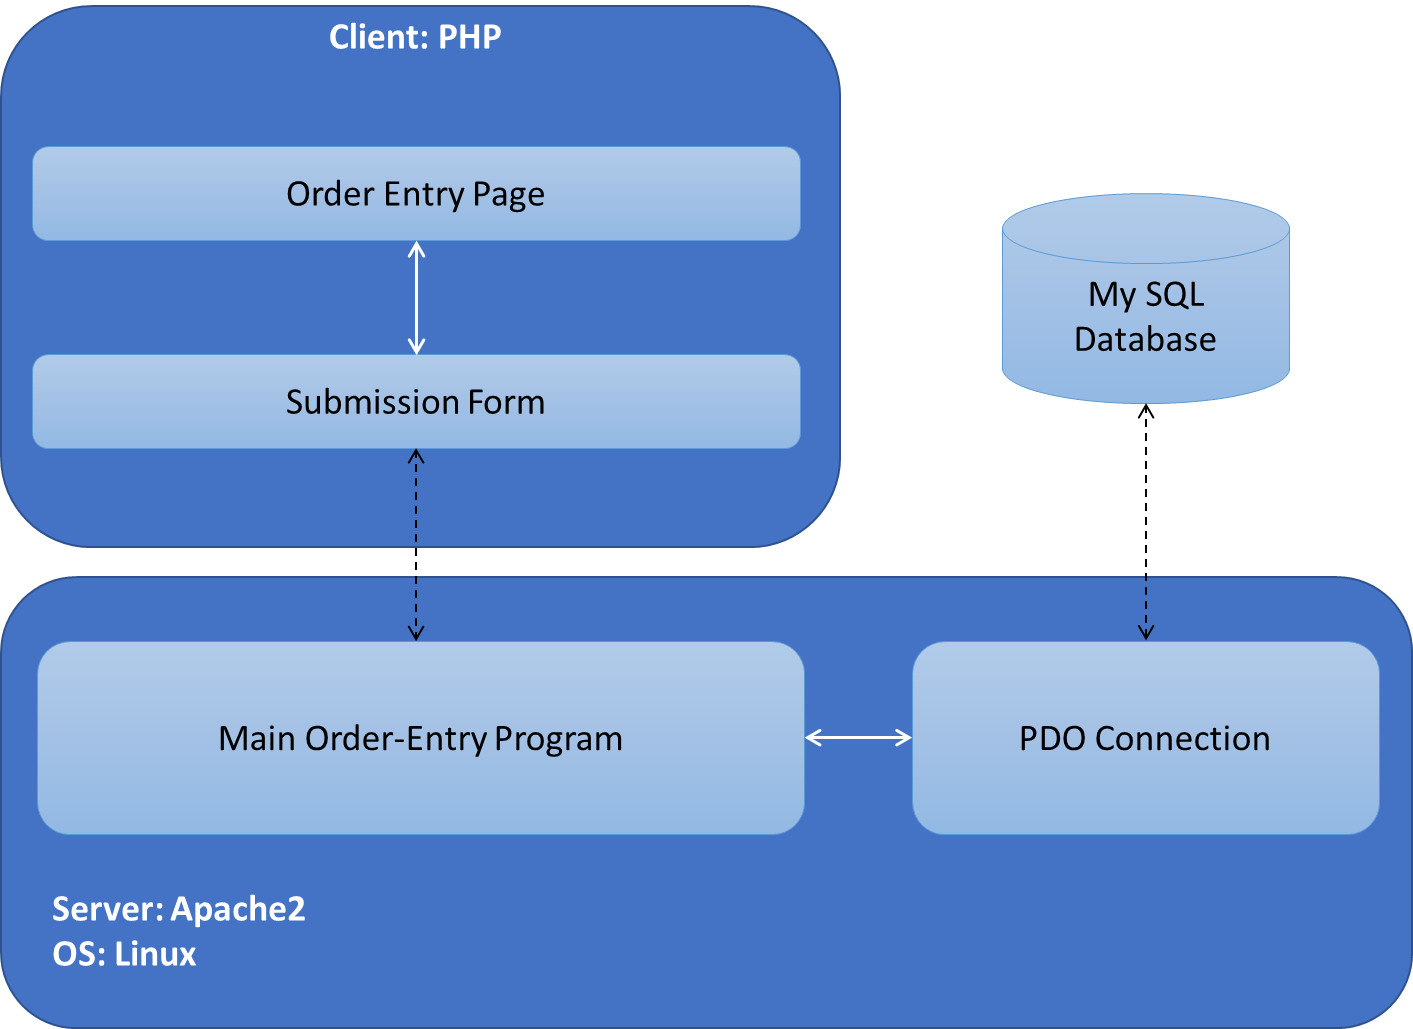 Client: PHP
Order Entry Page
Submission Form
My SQL
Database
Main Order-Entry Program
PDO Connection
Server: Apache2
OS: Linux